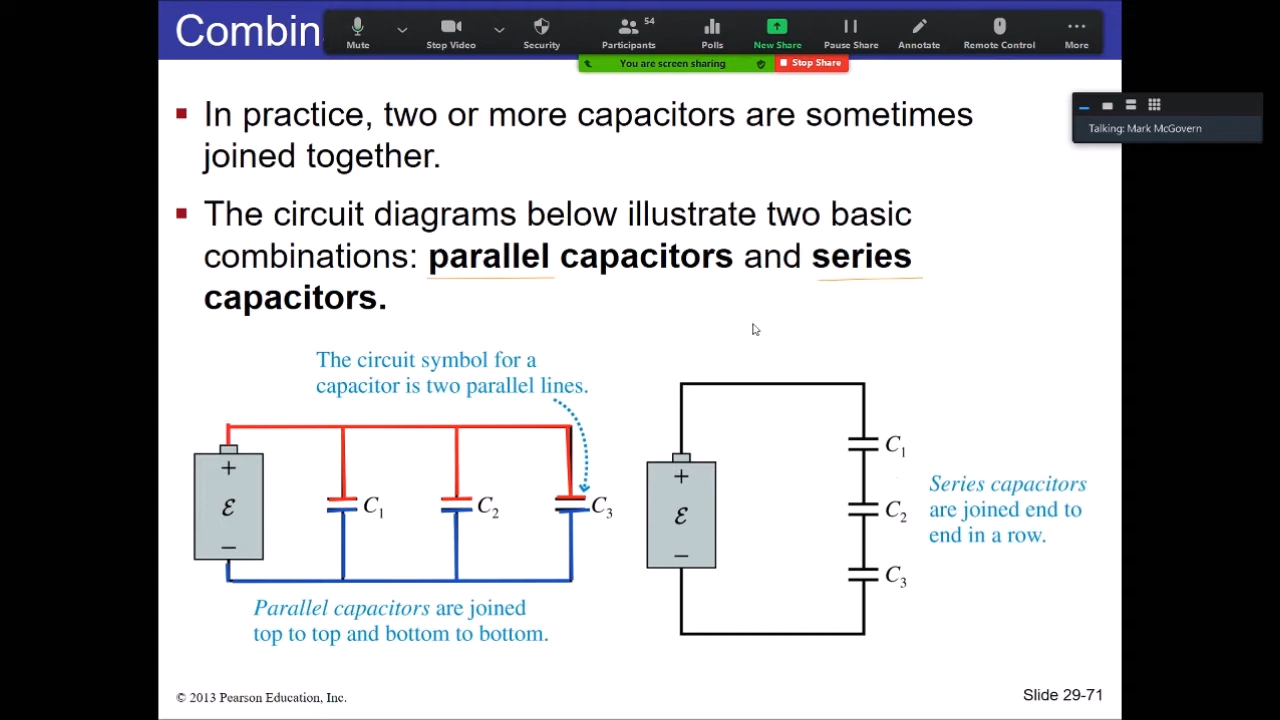 Combin
Mute
Stop Video
Security
Participants
54
Polls
New Share
Pause Share
Annotate
Remote Control
More
You are screen sharing
Stop Share
Talking: Mark McGovern
In practice, two or more capacitors are sometimes
joined together.
The circuit diagrams below illustrate two basic
combinations: parallel capacitors and series
capacitors.
The circuit symbol for a
capacitor is two parallel lines.
+
ℰ
−
C1
C2
C3
Parallel capacitors are joined
top to top and bottom to bottom.
+
ℰ
−
C1
C2
C3
Series capacitors
are joined end to
end in a row.
© 2013 Pearson Education, Inc.
Slide 29-71